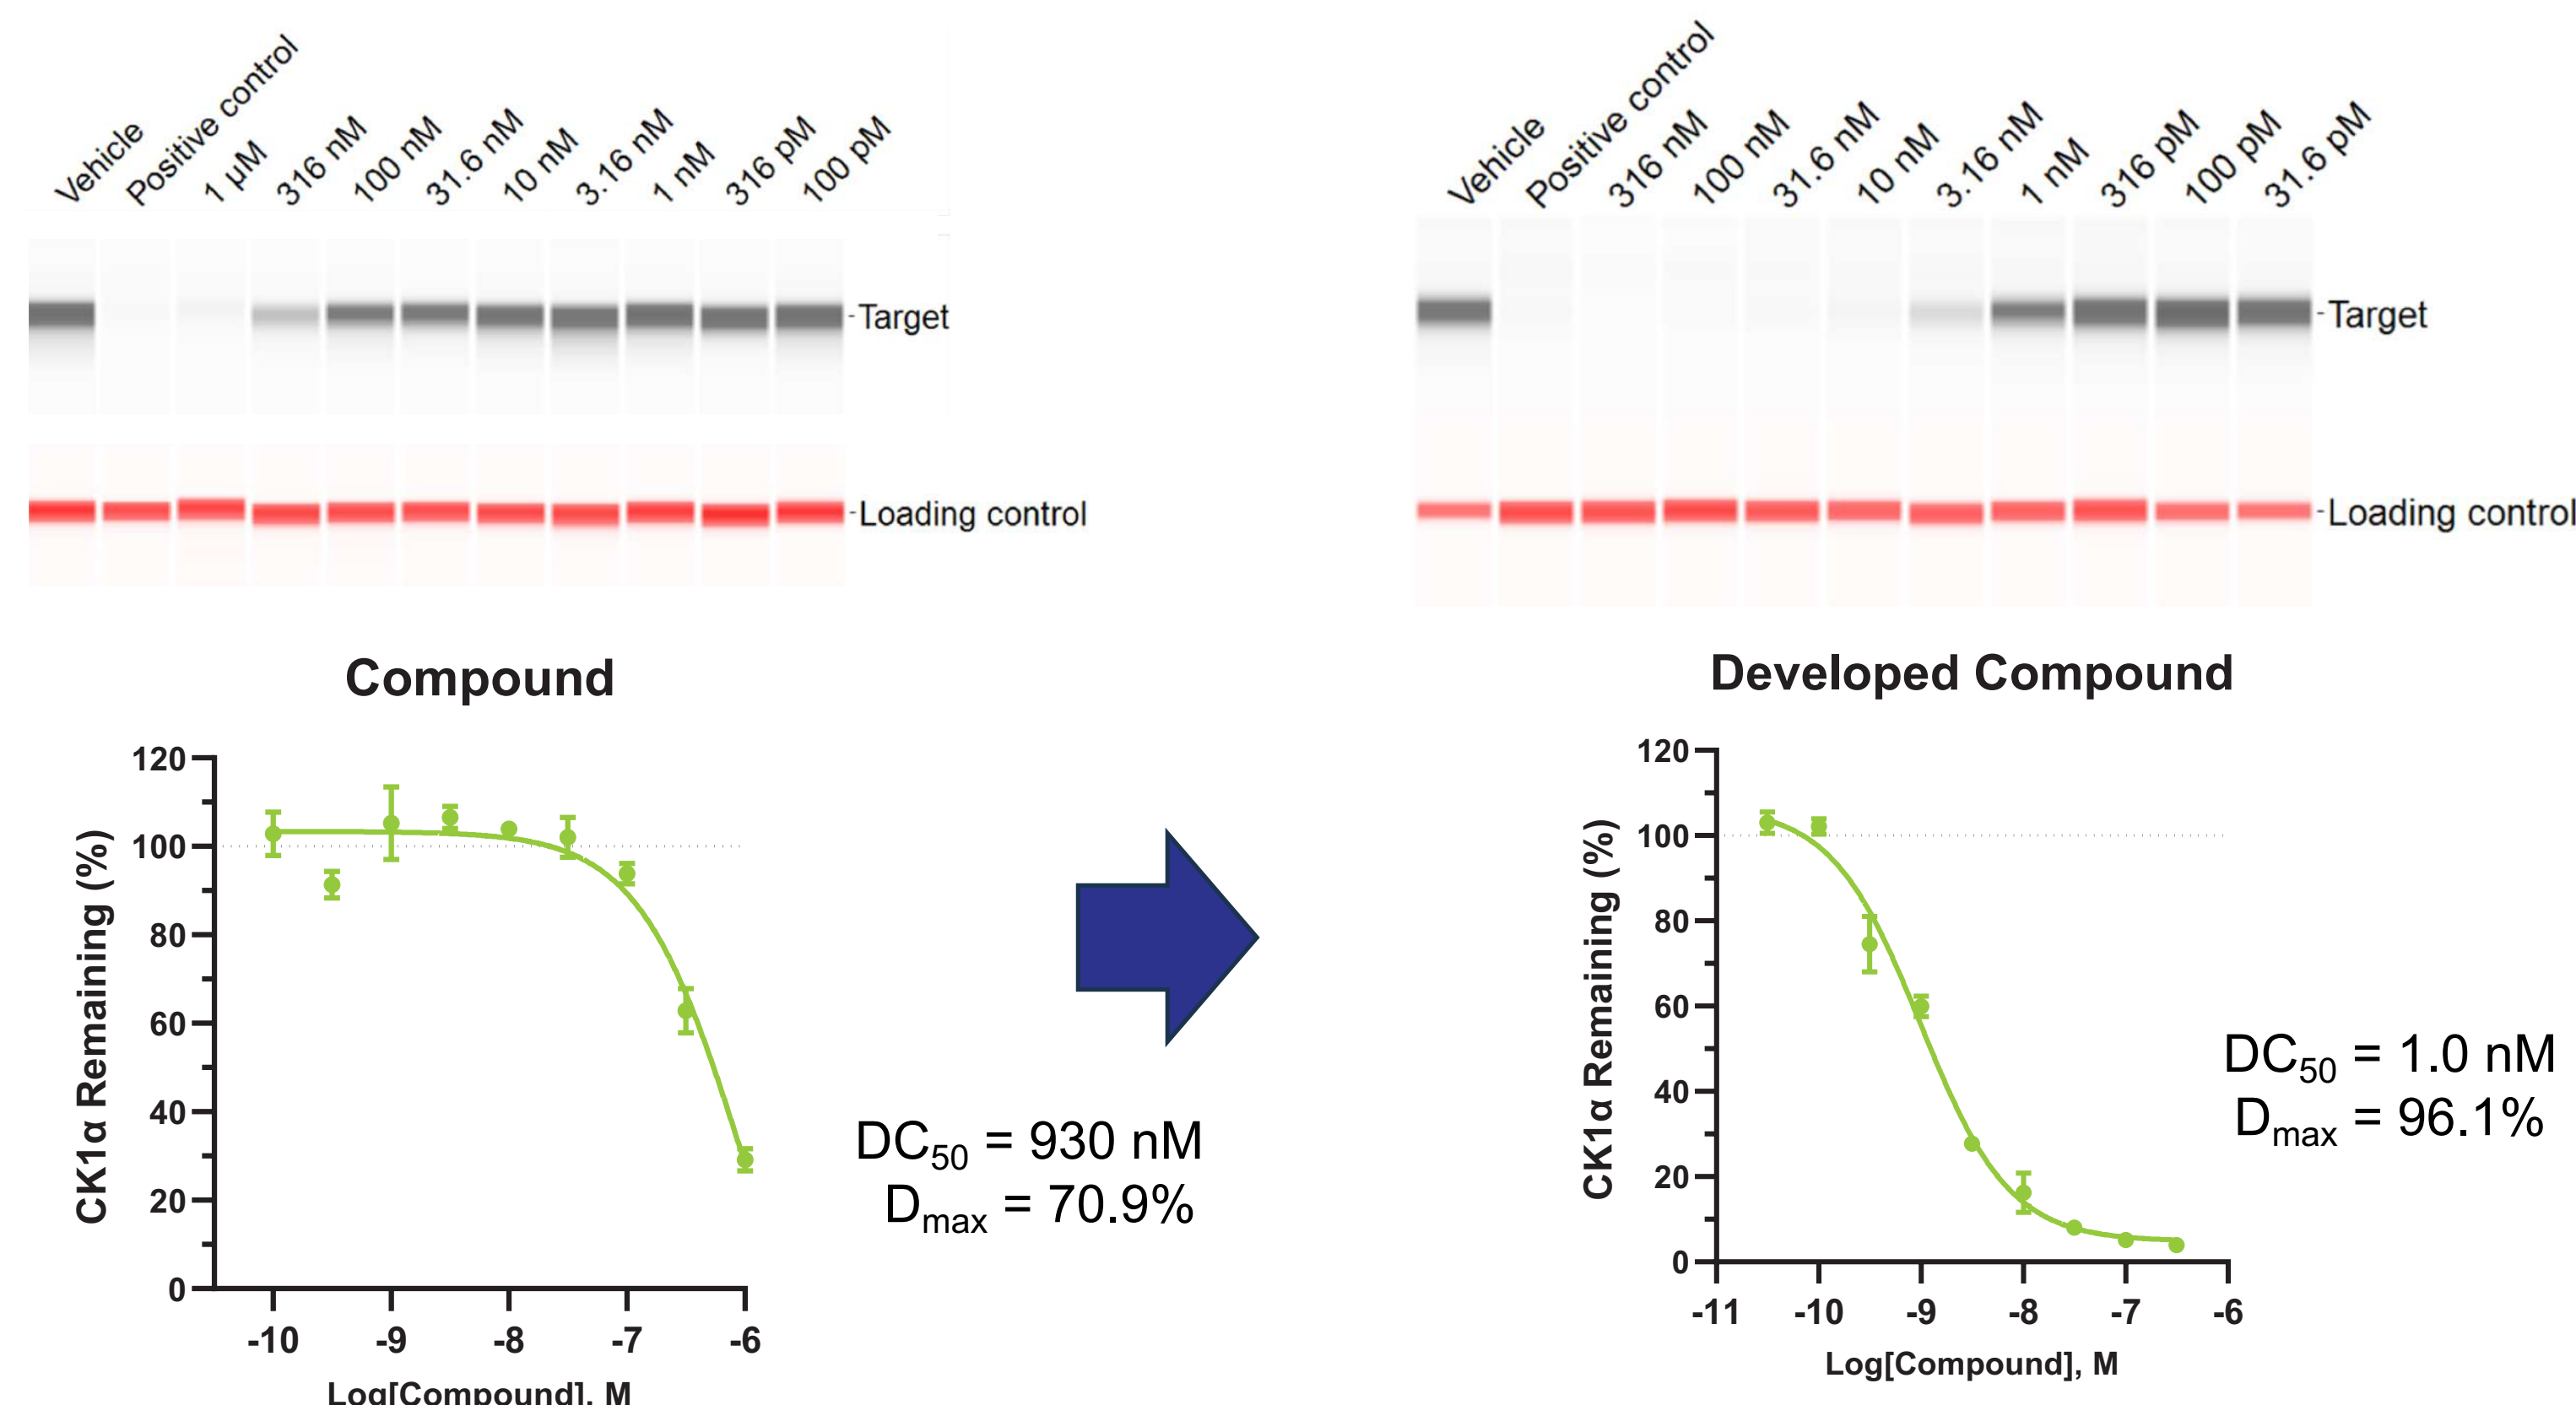 Vehicle
Positive control
1 µM
316 nM
100 nM
31.6 nM
10 nM
3.16 nM
1 nM
316 pM
100 pM
-Target
-Loading control
Compound
120
100
80
60
40
20
0
CK1α Remaining (%)
-10 -9 -8 -7 -6
Log[Compound], M
DC50 = 930 nM
Dmax = 70.9%
Vehicle
Positive control
316 nM
100 nM
31.6 nM
10 nM
3.16 nM
1 nM
316 pM
100 pM
31.6 pM
-Target
-Loading control
Developed Compound
120
100
80
60
40
20
0
CK1α Remaining (%)
-11 -10 -9 -8 -7 -6
Log[Compound], M
DC50 = 1.0 nM
Dmax = 96.1%